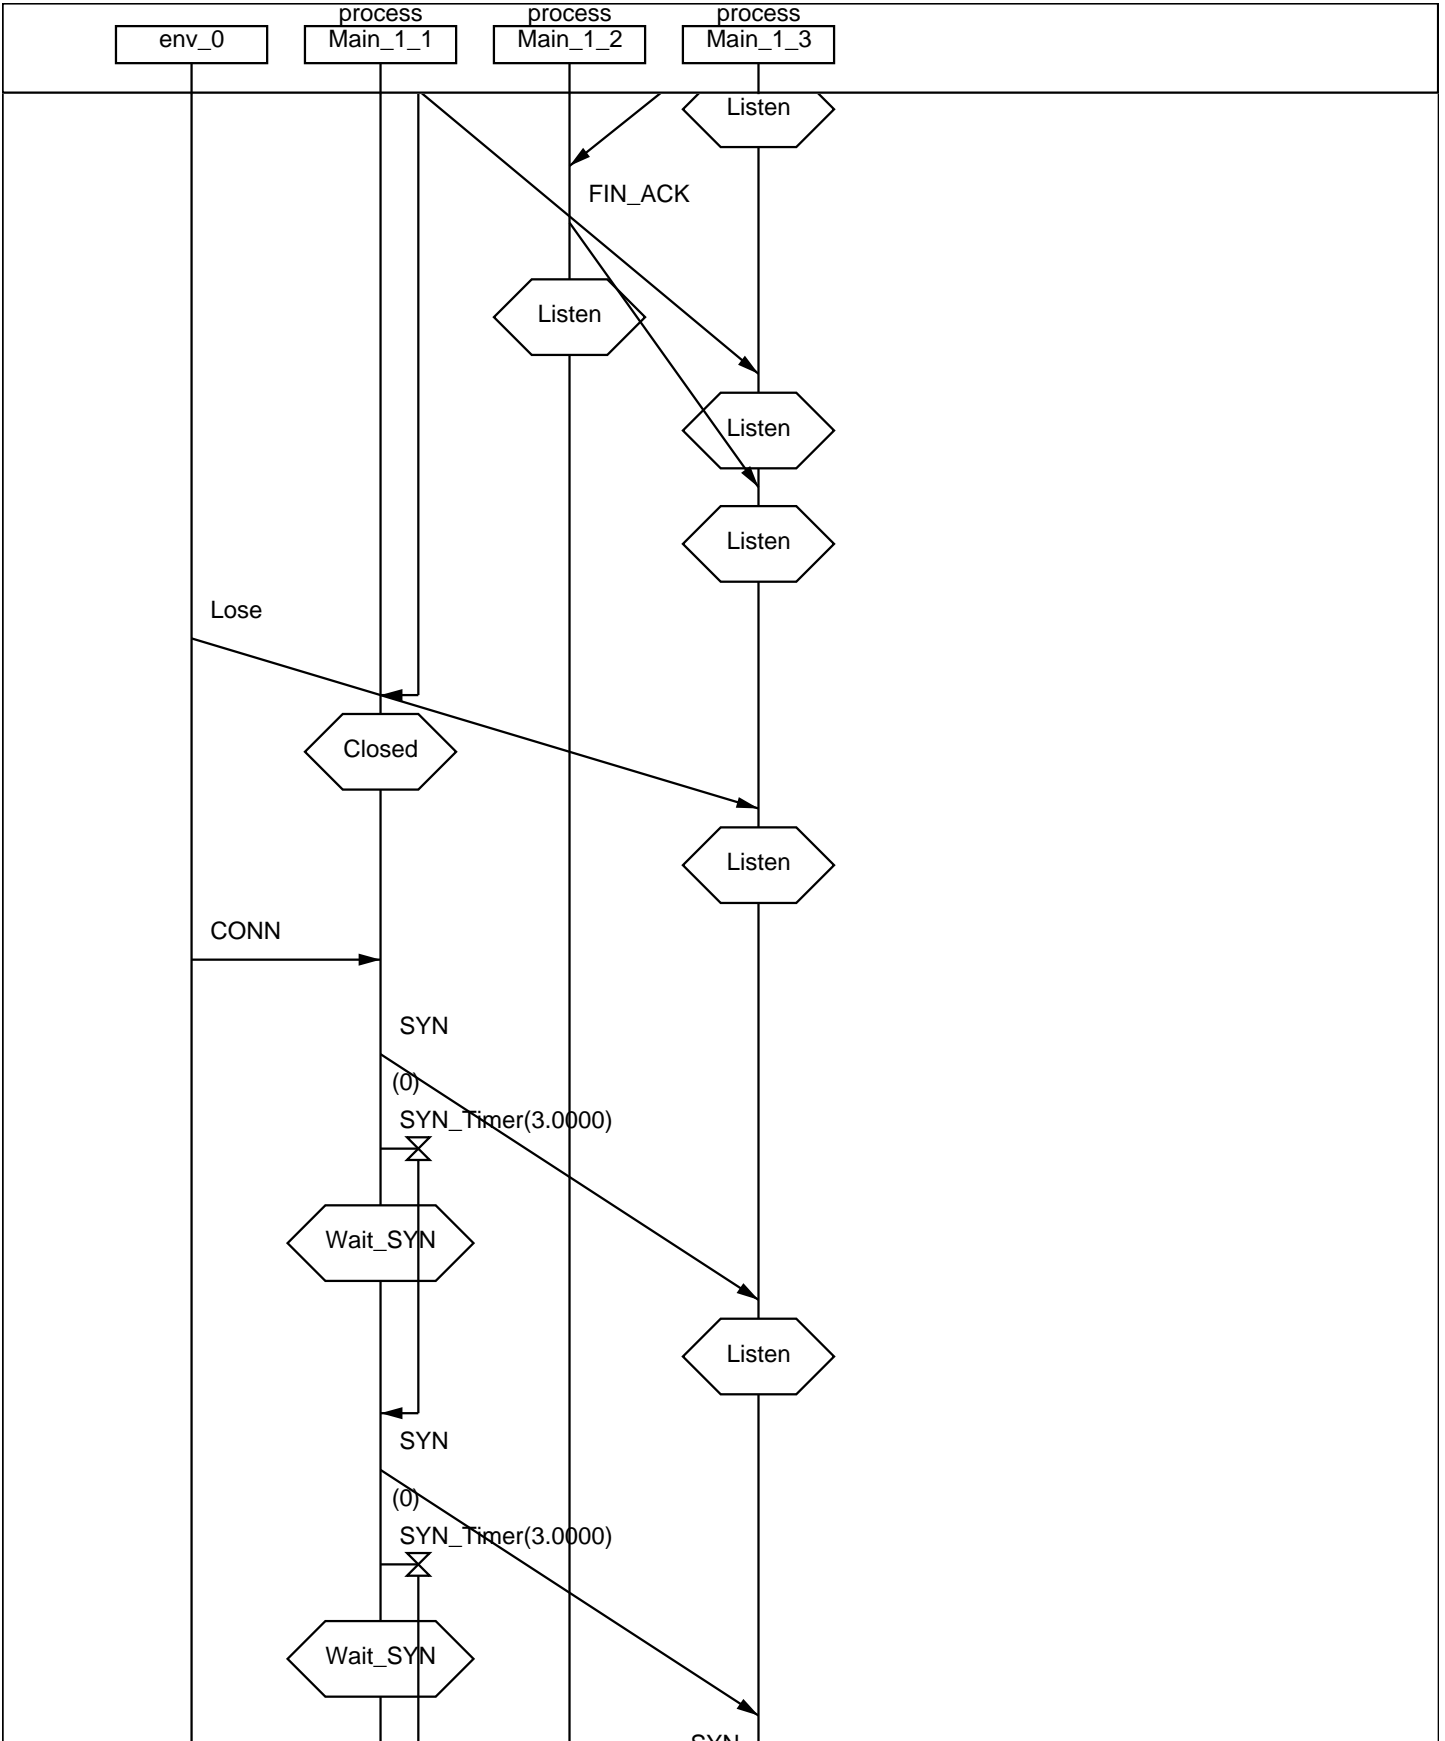 process
process
process
env_0
Main_1_1
Main_1_2
Main_1_3
Listen
FIN_ACK
Listen
Listen
Listen
Lose
Closed
Listen
CONN
SYN
(0)
SYN_Timer(3.0000)
Wait_SYN
Listen
SYN
(0)
SYN_Timer(3.0000)
Wait_SYN
SYN